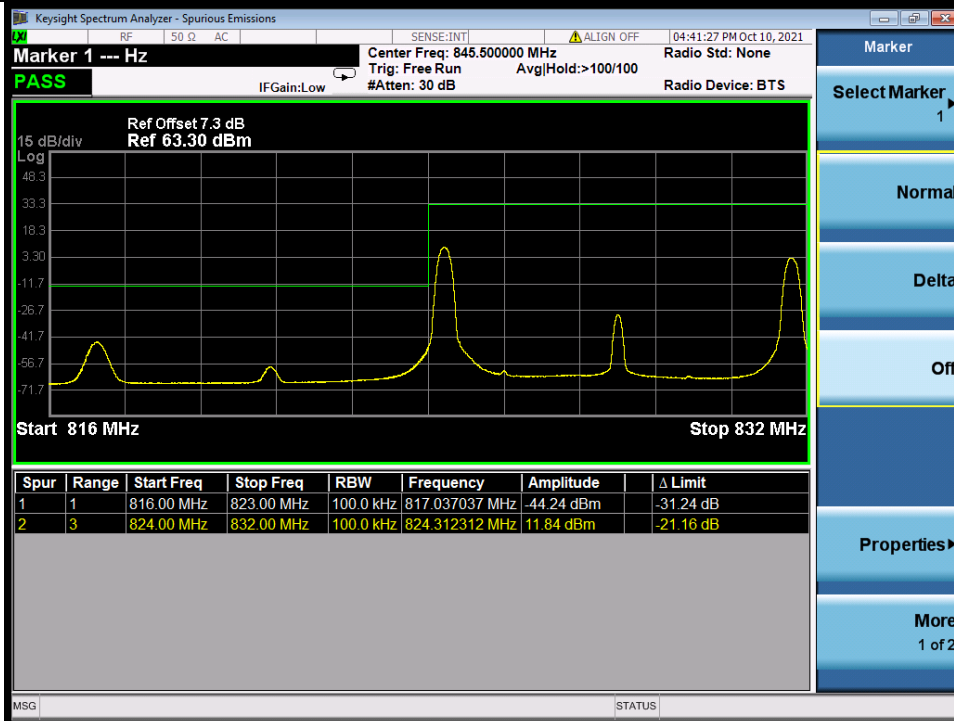 Keysight Spectrum Analyzer - Spurious Emissions
LXI RF 50 Ω AC SENSE:INT ALIGN OFF 04:41:27 PM Oct 10, 2021
Marker 1 --- Hz
Center Freq: 845.500000 MHz
Radio Std: None
Trig: Free Run Avg|Hold:>100/100
PASS
IFGain:Low
#Atten: 30 dB
Radio Device: BTS
Ref Offset 7.3 dB
15 dB/div Ref 63.30 dBm
Log
48.3
33.3
18.3
3.30
-11.7
-26.7
-41.7
-56.7
-71.7
Start 816 MHz Stop 832 MHz
Spur Range Start Freq Stop Freq RBW Frequency Amplitude Δ Limit
1 1 816.00 MHz 823.00 MHz 100.0 kHz 817.037037 MHz -44.24 dBm -31.24 dB
2 3 824.00 MHz 832.00 MHz 100.0 kHz 824.312312 MHz 11.84 dBm -21.16 dB
Marker
Select Marker
1
Normal
Delta
Off
Properties
More
1 of 2
MSG STATUS